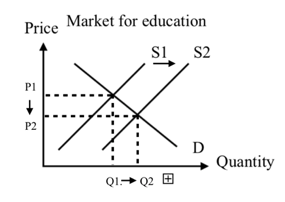 Market for education
Price
S1 S2
P1
P2
D
Quantity
Q1 Q2